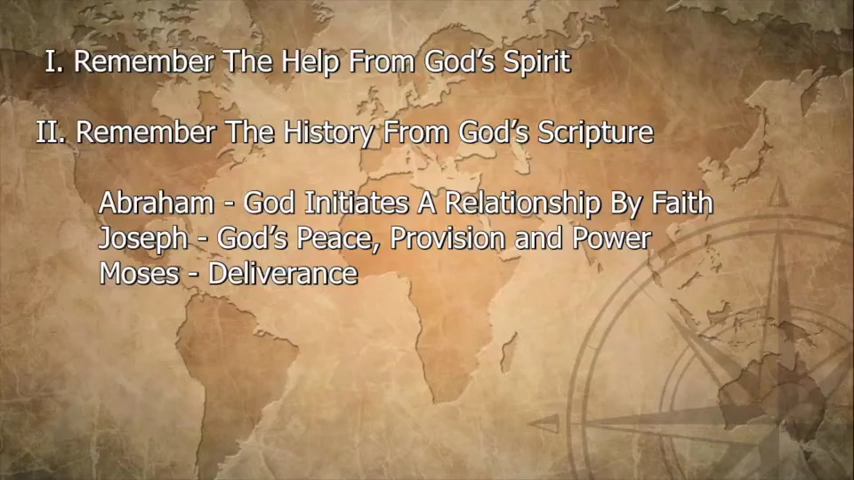 I. Remember The Help From God's Spirit
II. Remember The History From God's Scripture
Abraham - God Initiates A Relationship By Faith
Joseph - God's Peace, Provision and Power
Moses - Deliverance